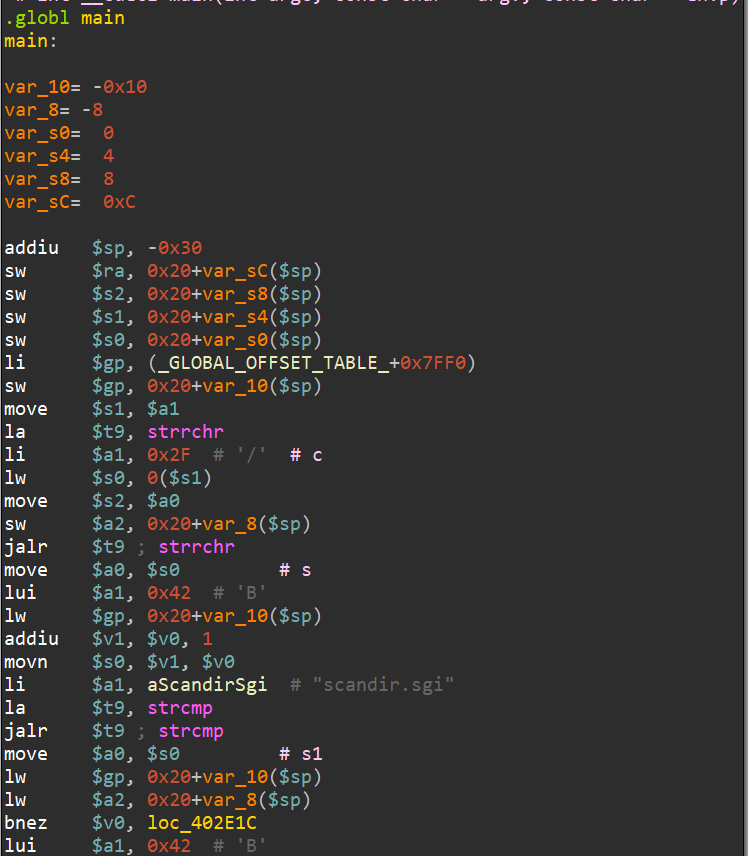 .globl main
main:
var_10= -0x10
var_8= -8
var_s0= 0
var_s4= 4
var_s8= 8
var_sC= 0xC
addiu $sp, -0x30
sw $ra, 0x20+var_sC($sp)
sw $s2, 0x20+var_s8($sp)
sw $s1, 0x20+var_s4($sp)
sw $s0, 0x20+var_s0($sp)
li $gp, (_GLOBAL_OFFSET_TABLE_+0x7FF0)
sw $gp, 0x20+var_10($sp)
move $s1, $a1
la $t9, strrchr
li $a1, 0x2F # '/' # c
lw $s0, 0($s1)
move $s2, $a0
sw $a2, 0x20+var_8($sp)
jalr $t9 ; strrchr
move $a0, $s0 # s
lui $a1, 0x42 # 'B'
lw $gp, 0x20+var_10($sp)
addiu $v1, $v0, 1
movn $s0, $v1, $v0
li $a1, aScandirSgi # "scandir.sgi"
la $t9, strcmp
jalr $t9 ; strcmp
move $a0, $s0 # s1
lw $gp, 0x20+var_10($sp)
lw $a2, 0x20+var_8($sp)
bnez $v0, loc_402E1C
lui $a1, 0x42 # 'B'